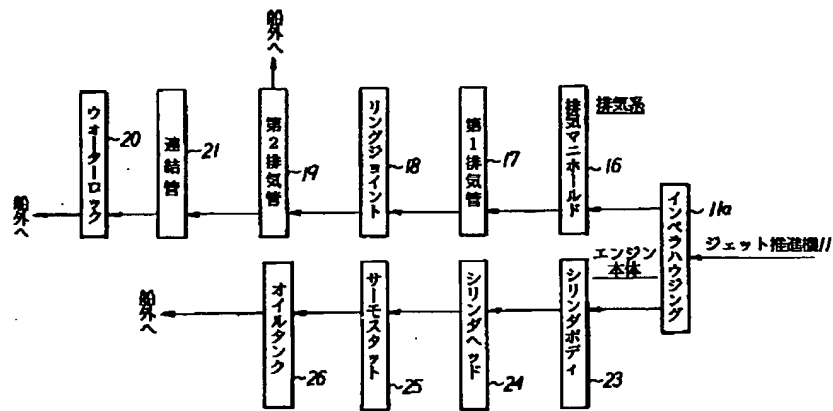 船外へ
ウォーターロック
20
連結管
21
第2排気管
19
船外へ
リングジョイント
18
第1排気管
17
排気マニホールド
16
排気系
インペラハウジング
11a
ジェット推進機11
エンジン
本体
シリンダボディ
23
シリンダヘッド
24
サーモスタット
25
オイルタンク
26
船外へ